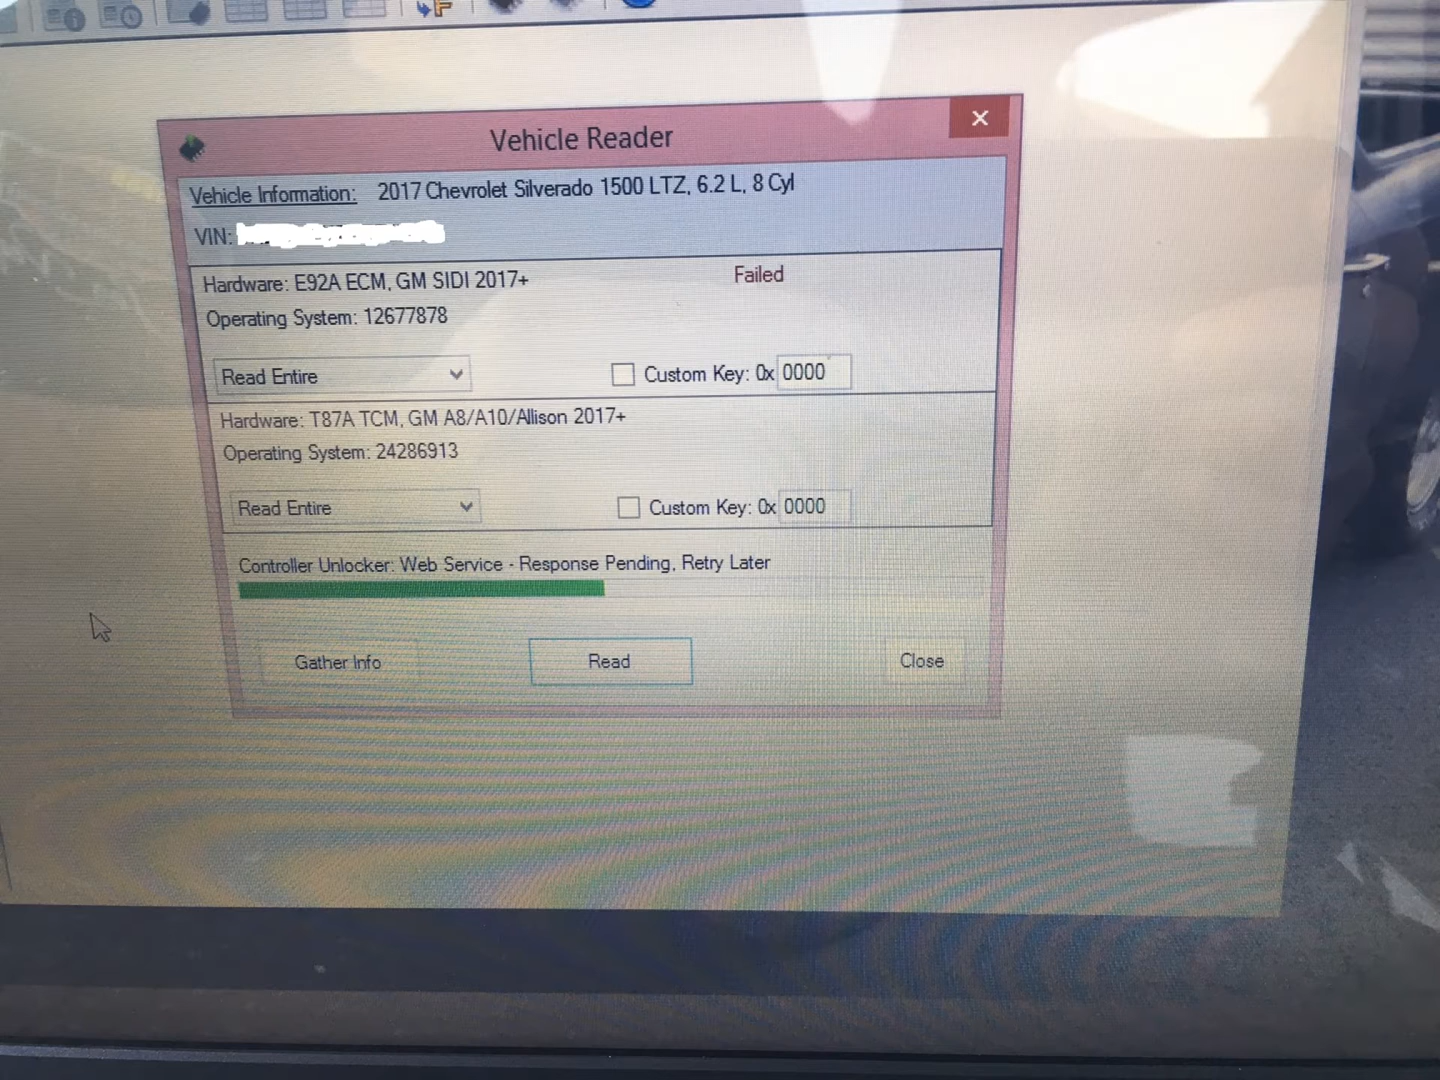 Vehicle Reader
X
Vehicle Information: 2017 Chevrolet Silverado 1500 LTZ, 6.2 L, 8 Cyl
VIN:
Hardware: E92A ECM, GM SIDI 2017+ Failed
Operating System: 12677878
Read Entire Custom Key: 0x 0000
Hardware: T87A TCM, GM A8/A10/Allison 2017+
Operating System: 24286913
Read Entire Custom Key: 0x 0000
Controller Unlocker: Web Service - Response Pending, Retry Later
Gather Info Read Close